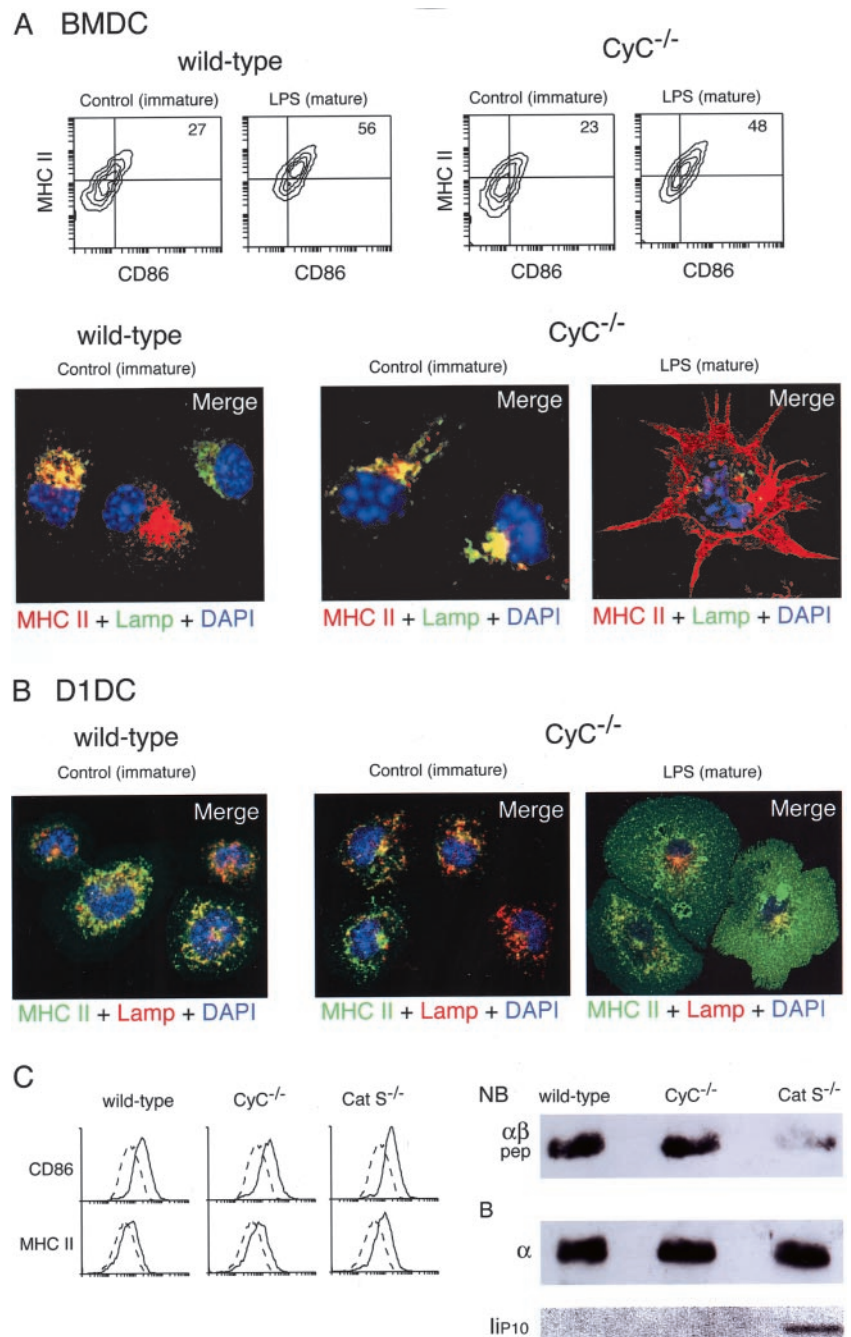 A BMDC
wild-type
CyC-/-
Control (immature)
LPS (mature)
Control (immature)
LPS (mature)
27
56
23
48
MHC II
CD86
CD86
CD86
CD86
wild-type
CyC-/-
Control (immature)
Control (immature)
LPS (mature)
Merge
Merge
Merge
MHC II + Lamp + DAPI
MHC II + Lamp + DAPI
MHC II + Lamp + DAPI
B D1DC
wild-type
CyC-/-
Control (immature)
Control (immature)
LPS (mature)
Merge
Merge
Merge
MHC II + Lamp + DAPI
MHC II + Lamp + DAPI
MHC II + Lamp + DAPI
C
wild-type
CyC-/-
Cat S-/-
CD86
MHC II
NB
wild-type
CyC-/-
Cat S-/-
αβ
pep
B
α
IiP10